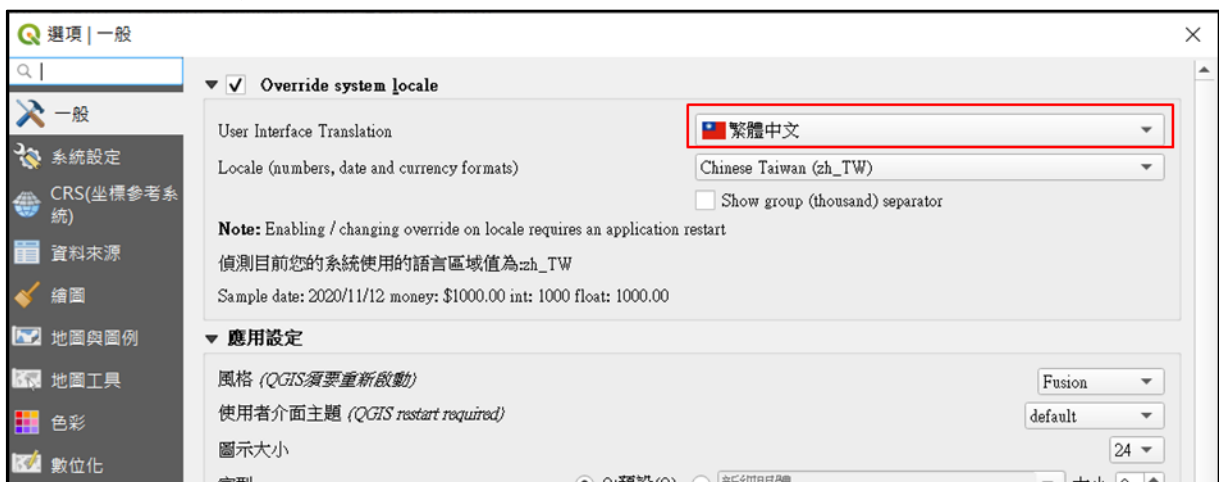 選項 | 一般
一般
系統設定
CRS(坐標參考系
統)
資料來源
繪圖
地圖與圖例
地圖工具
色彩
數位化
Override system locale
User Interface Translation 繁體中文
Locale (numbers, date and currency formats) Chinese Taiwan (zh_TW)
Show group (thousand) separator
Note: Enabling / changing override on locale requires an application restart
偵測目前您的系統使用的語言區域值為:zh_TW
Sample date: 2020/11/12 money: $1000.00 int: 1000 float: 1000.00
應用設定
風格 (QGIS須要重新啟動) Fusion
使用者介面主題 (QGIS restart required) default
圖示大小 24